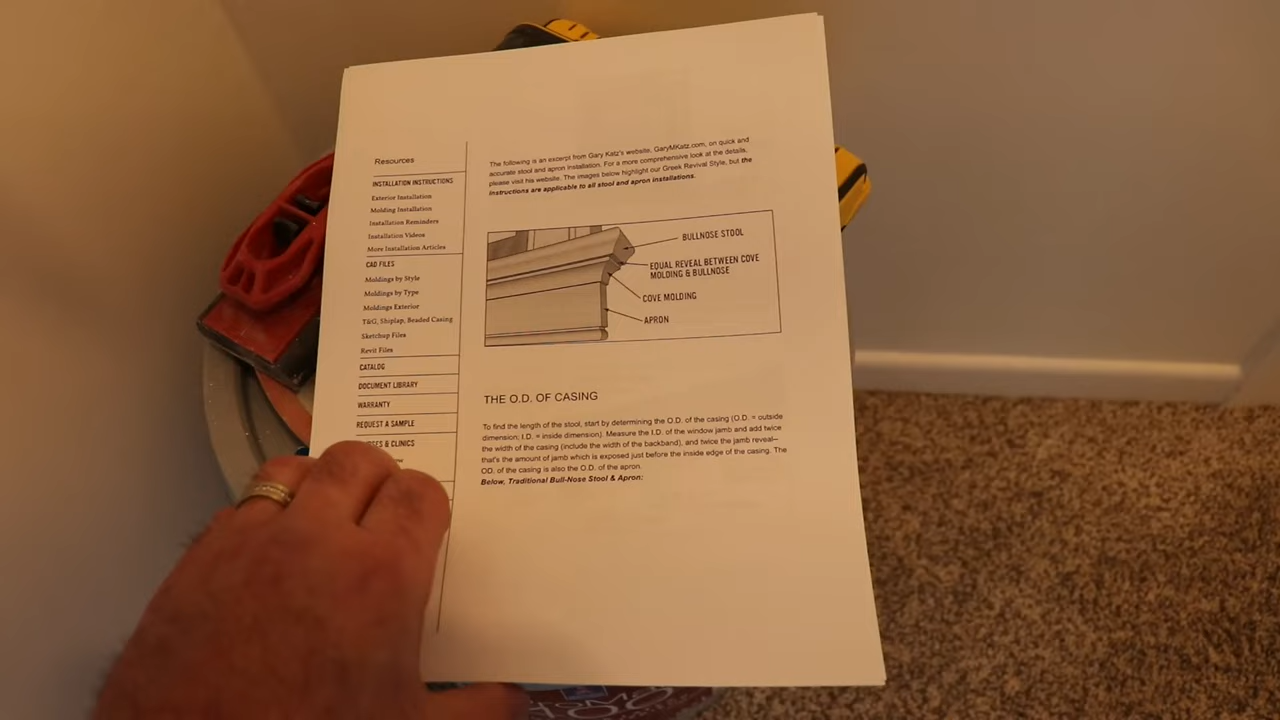 Resources
INSTALLATION INSTRUCTIONS
Exterior Installation
Molding Installation
Installation Reminders
Installation Videos
More Installation Articles
CAD FILES
Moldings by Style
Moldings by Type
Moldings Exterior
T&G, Shiplap, Beaded Casing
Sketchup Files
Revit Files
CATALOG
DOCUMENT LIBRARY
WARRANTY
REQUEST A SAMPLE
& CLINICS
The following is an excerpt from Gary Katz's website, GaryMKatz.com, on quick and
accurate stool and apron installation. For a more comprehensive look at the details,
please visit his website. The images below highlight our Greek Revival Style, but the
instructions are applicable to all stool and apron installations.
BULLNOSE STOOL
EQUAL REVEAL BETWEEN COVE
MOLDING & BULLNOSE
COVE MOLDING
APRON
THE O.D. OF CASING
To find the length of the stool, start by determining the O.D. of the casing (O.D. = outside
dimension; I.D. = inside dimension). Measure the I.D. of the window jamb and add twice
the width of the casing (include the width of the backband), and twice the jamb reveal—
that's the amount of jamb which is exposed just before the inside edge of the casing. The
OD. of the casing is also the O.D. of the apron.
Below, Traditional Bull-Nose Stool & Apron: